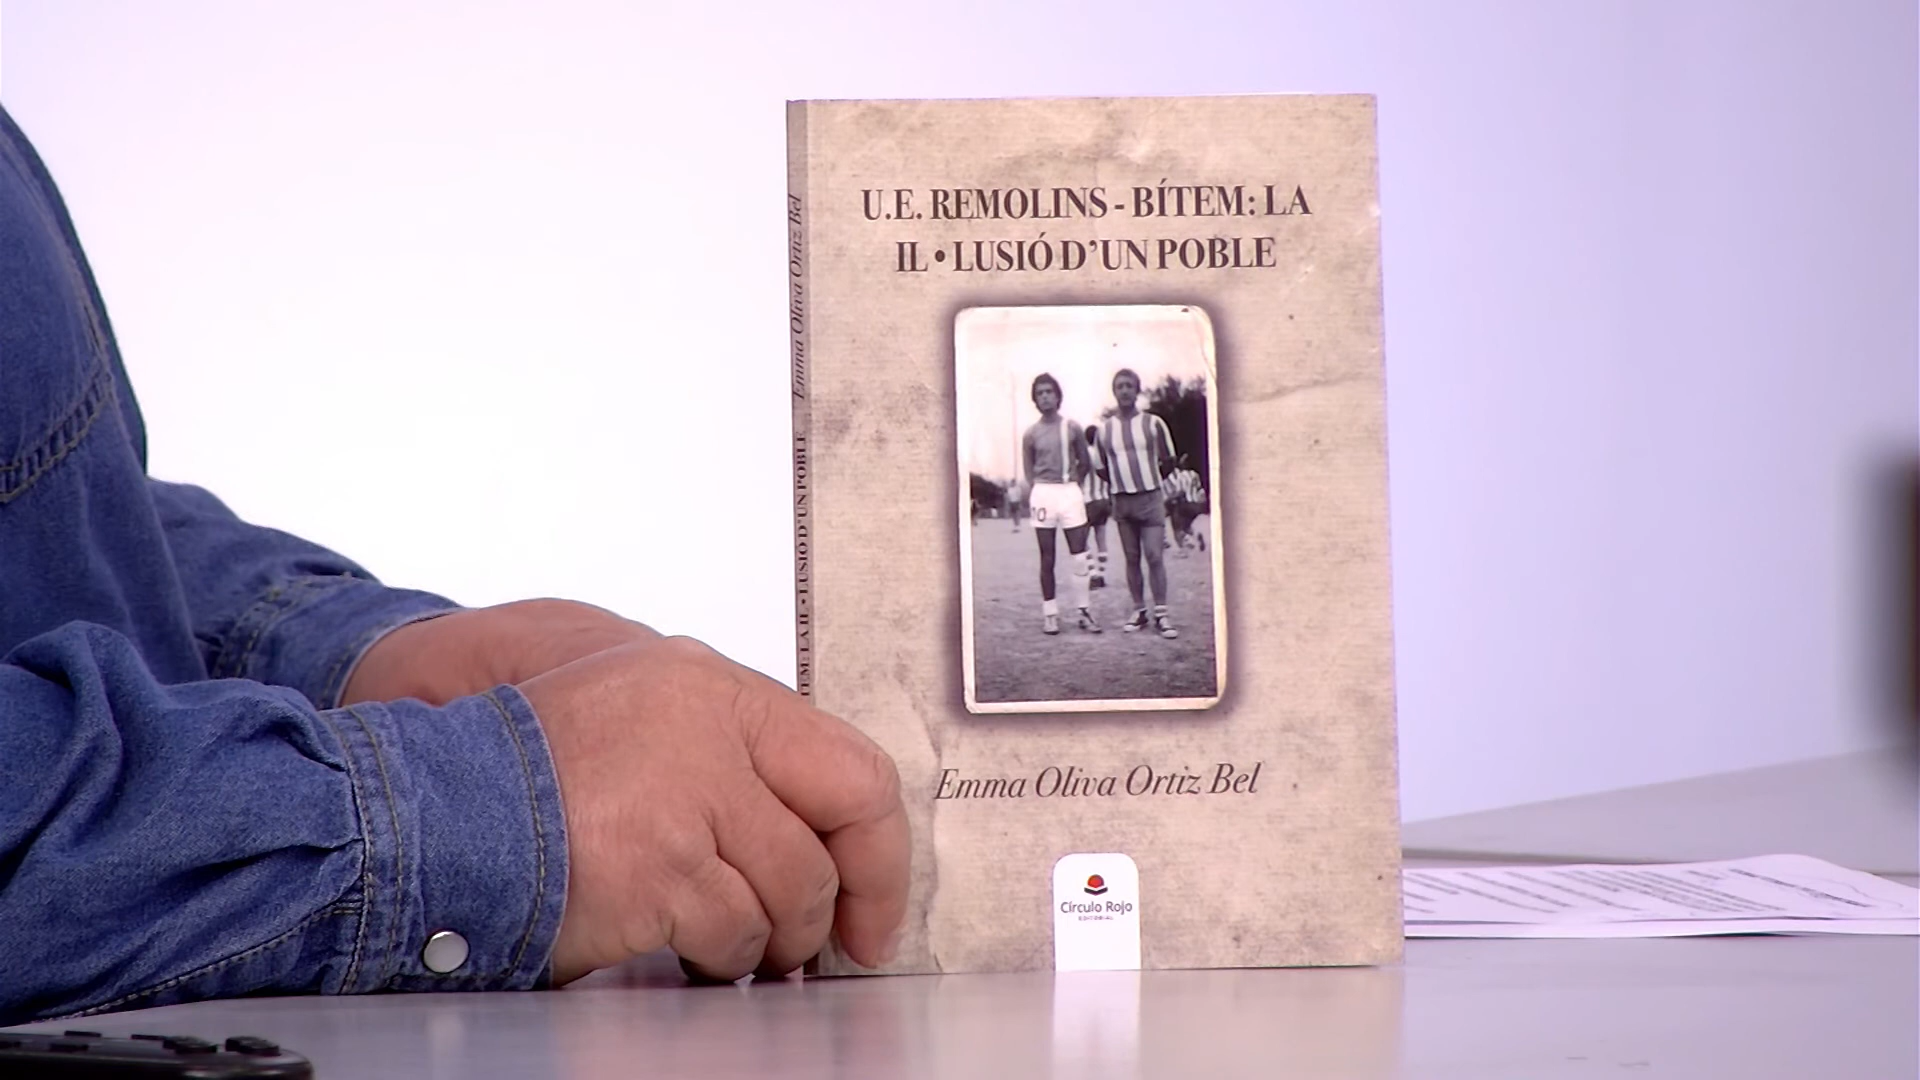 U.E. REMOLINS - BÍTEM: LA
IL • LUSIÓ D'UN POBLE
10
Emma Oliva Ortiz Bel
Círculo Rojo
EDITORIAL
TEM: LA IL • LUSIÓ D'UN POBLE Emma Oliva Ortiz Bel